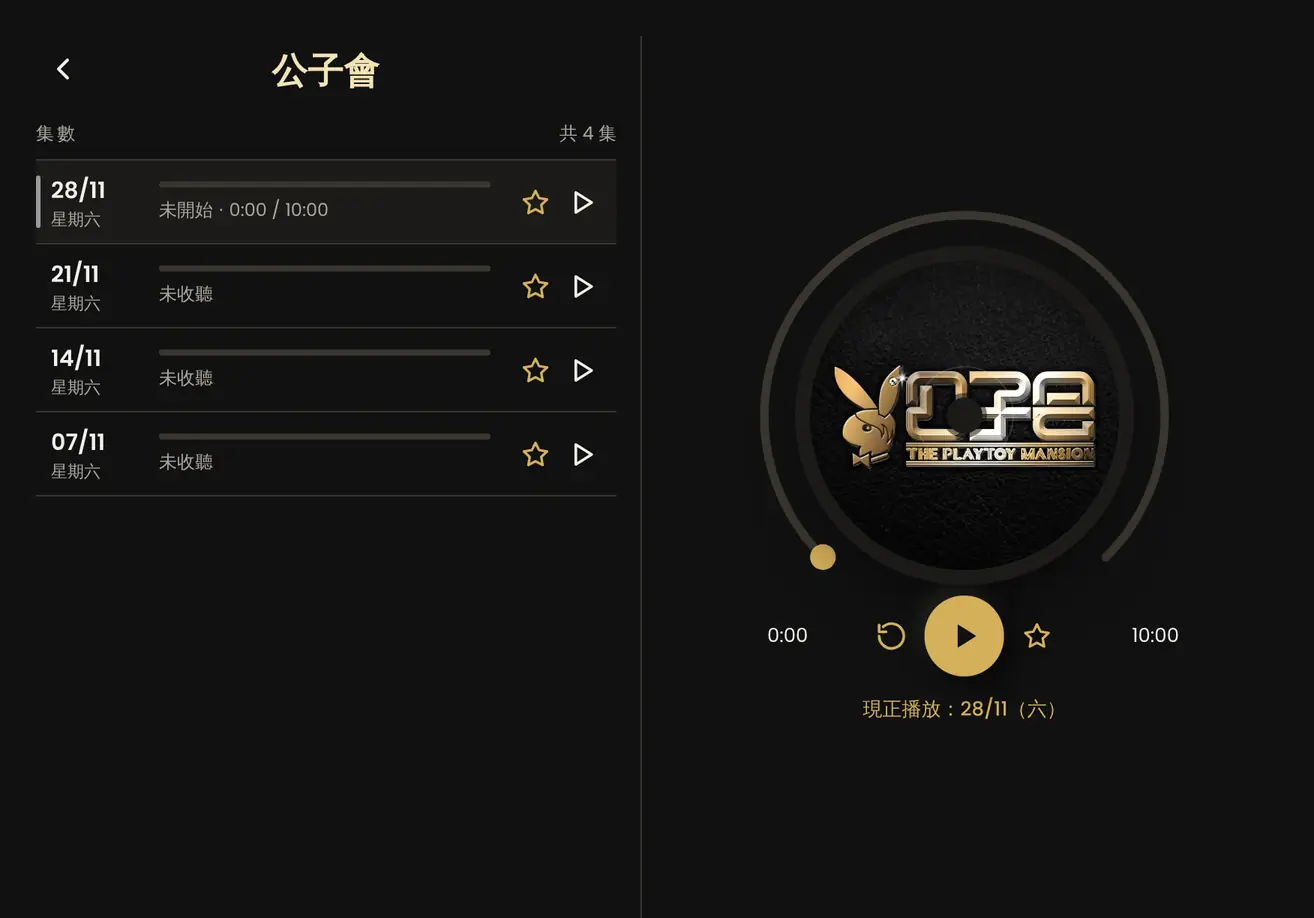 公子會
集數
共 4 集
28/11
星期六
未開始 · 0:00 / 10:00
21/11
星期六
未收聽
14/11
星期六
未收聽
07/11
星期六
未收聽
THE PLAYTOY MANSION
0:00
10:00
現正播放：28/11（六）